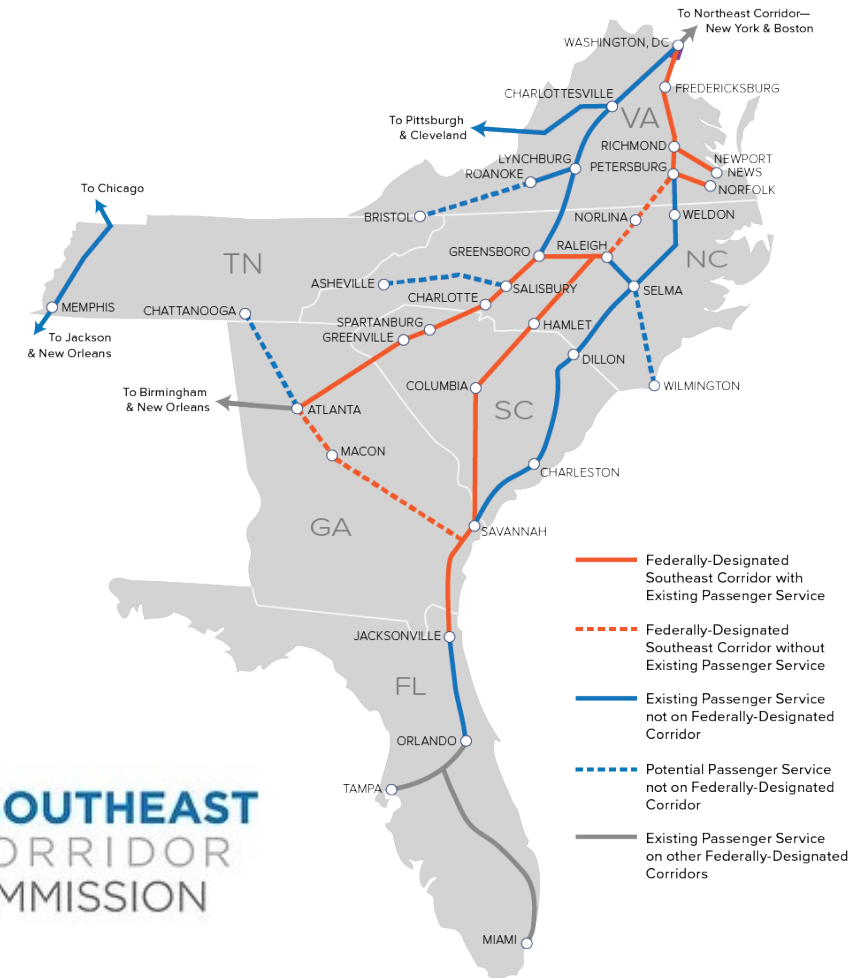 To Northeast Corridor—
New York & Boston
WASHINGTON, DC
FREDERICKSBURG
CHARLOTTESVILLE
VA
To Pittsburgh
& Cleveland
RICHMOND
LYNCHBURG
PETERSBURG
NEWPORT
NEWS
ROANOKE
NORFOLK
To Chicago
BRISTOL
NORLINA
WELDON
GREENSBORO
RALEIGH
TN
NC
ASHEVILLE
SALISBURY
SELMA
CHARLOTTE
MEMPHIS
CHATTANOOGA
SPARTANBURG
HAMLET
GREENVILLE
To Jackson
& New Orleans
DILLON
COLUMBIA
WILMINGTON
To Birmingham
& New Orleans
ATLANTA
SC
MACON
CHARLESTON
GA
SAVANNAH
Federally-Designated
Southeast Corridor with
Existing Passenger Service
Federally-Designated
Southeast Corridor without
Existing Passenger Service
JACKSONVILLE
FL
Existing Passenger Service
not on Federally-Designated
Corridor
ORLANDO
Potential Passenger Service
not on Federally-Designated
Corridor
TAMPA
Existing Passenger Service
on other Federally-Designated
Corridors
OUTHEAST
ORRIDOR
MMISSION
MIAMI